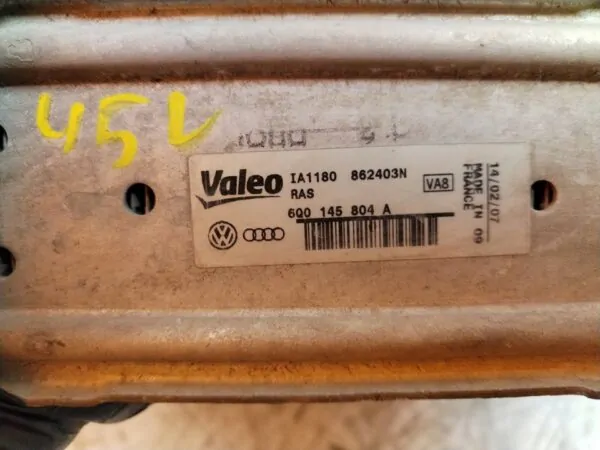 45L
Valeo
IA1180 862403N
RAS
VA8
6Q0 145 804 A
14/02/07
MADE IN 09
FRANCE